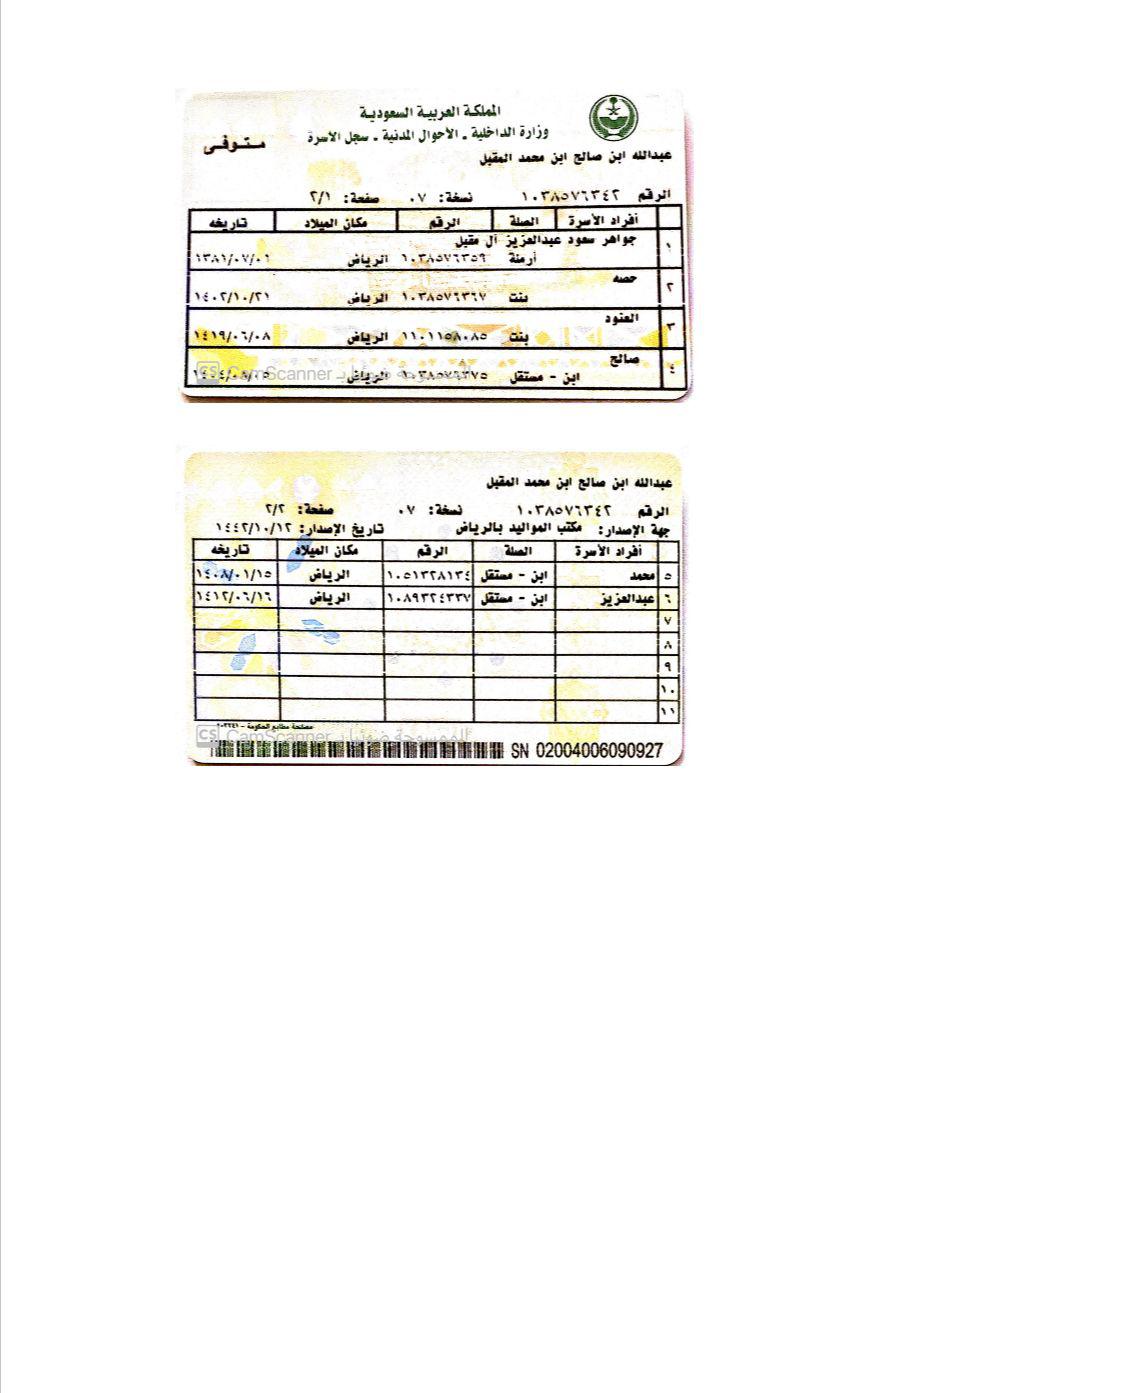 المملكة العربية السعودية
وزارة الداخلية ـ الأحوال المدنية ـ سجل الأسرة
متوفى
عبدالله ابن صالح ابن محمد المقبل
الرقم ١٠٣٨٥٧٦٣٤٢ نسخة: ٠٧ صفحة: ٢/١
أفراد الأسرة الصلة الرقم مكان الميلاد تاريخه
١ جواهر سعود عبدالعزيز آل مقبل
أرملة ١٠٣٨٥٧٦٣٥٩ الرياض ١٣٨١/٠٧/٠١
٢ حصه
بنت ١٠٣٨٥٧٦٣٦٧ الرياض ١٤٠٢/١٠/٢١
٣ العنود
بنت ١١٠١١٥٨٠٨٥ الرياض ١٤١٩/٠٦/٠٨
٤ صالح
ابن - مستقل ١٠٣٨٥٧٦٣٧٥ الرياض
CS CamScanner الممسوحة ضوئيا بـ
عبدالله ابن صالح ابن محمد المقبل
الرقم ١٠٣٨٥٧٦٣٤٢ نسخة: ٠٧ صفحة: ٢/٢
جهة الإصدار: مكتب المواليد بالرياض تاريخ الإصدار: ١٤٤٢/١٠/١٢
أفراد الأسرة الصلة الرقم مكان الميلاد تاريخه
٥ محمد ابن - مستقل ١٠٥١٣٢٨١٣٤ الرياض ١٤٠٨/٠١/١٥
٦ عبدالعزيز ابن - مستقل ١٠٨٩٣٢٤٣٣٧ الرياض ١٤١٢/٠٦/١٦
٧
٨
٩
١٠
١١
مصلحة مطابع الحكومة
CS CamScanner الممسوحة ضوئيا بـ
SN 02004006090927